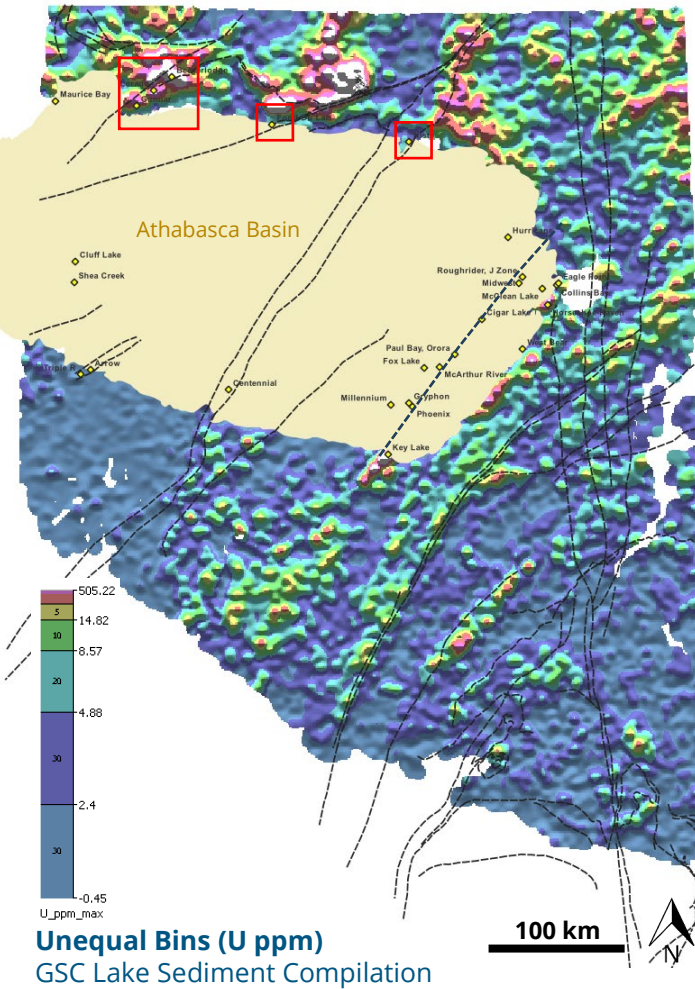 Maurice Bay
Athabasca Basin
Cluff Lake
Shea Creek
Roughrider, J Zone
Midwest
Eagle Point
McClean Lake
Collins Bay
Cigar Lake
West Bear
Paul Bay, Orora
Fox Lake
McArthur River
Arrow
Centennial
Millennium
Gryphon
Phoenix
Key Lake
505.22
5
14.82
10
8.57
20
4.88
30
2.4
30
-0.45
U_ppm_max
Unequal Bins (U ppm)
GSC Lake Sediment Compilation
100 km
N